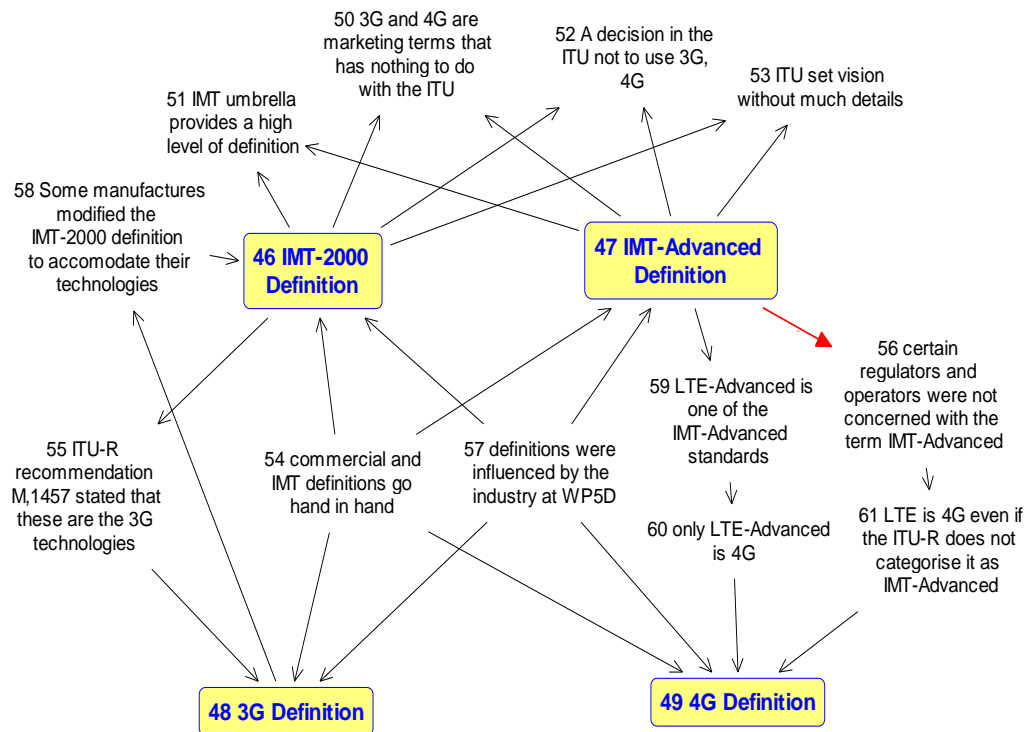 50 3G and 4G are
marketing terms that
has nothing to do
with the ITU
52 A decision in the
ITU not to use 3G,
4G
53 ITU set vision
without much details
51 IMT umbrella
provides a high
level of definition
58 Some manufactures
modified the
IMT-2000 definition
to accomodate their
technologies
46 IMT-2000
Definition
47 IMT-Advanced
Definition
56 certain
regulators and
operators were not
concerned with the
term IMT-Advanced
59 LTE-Advanced is
one of the
IMT-Advanced
standards
55 ITU-R
recommendation
M,1457 stated that
these are the 3G
technologies
54 commercial and
IMT definitions go
hand in hand
57 definitions were
influenced by the
industry at WP5D
60 only LTE-Advanced
is 4G
61 LTE is 4G even if
the ITU-R does not
categorise it as
IMT-Advanced
48 3G Definition
49 4G Definition